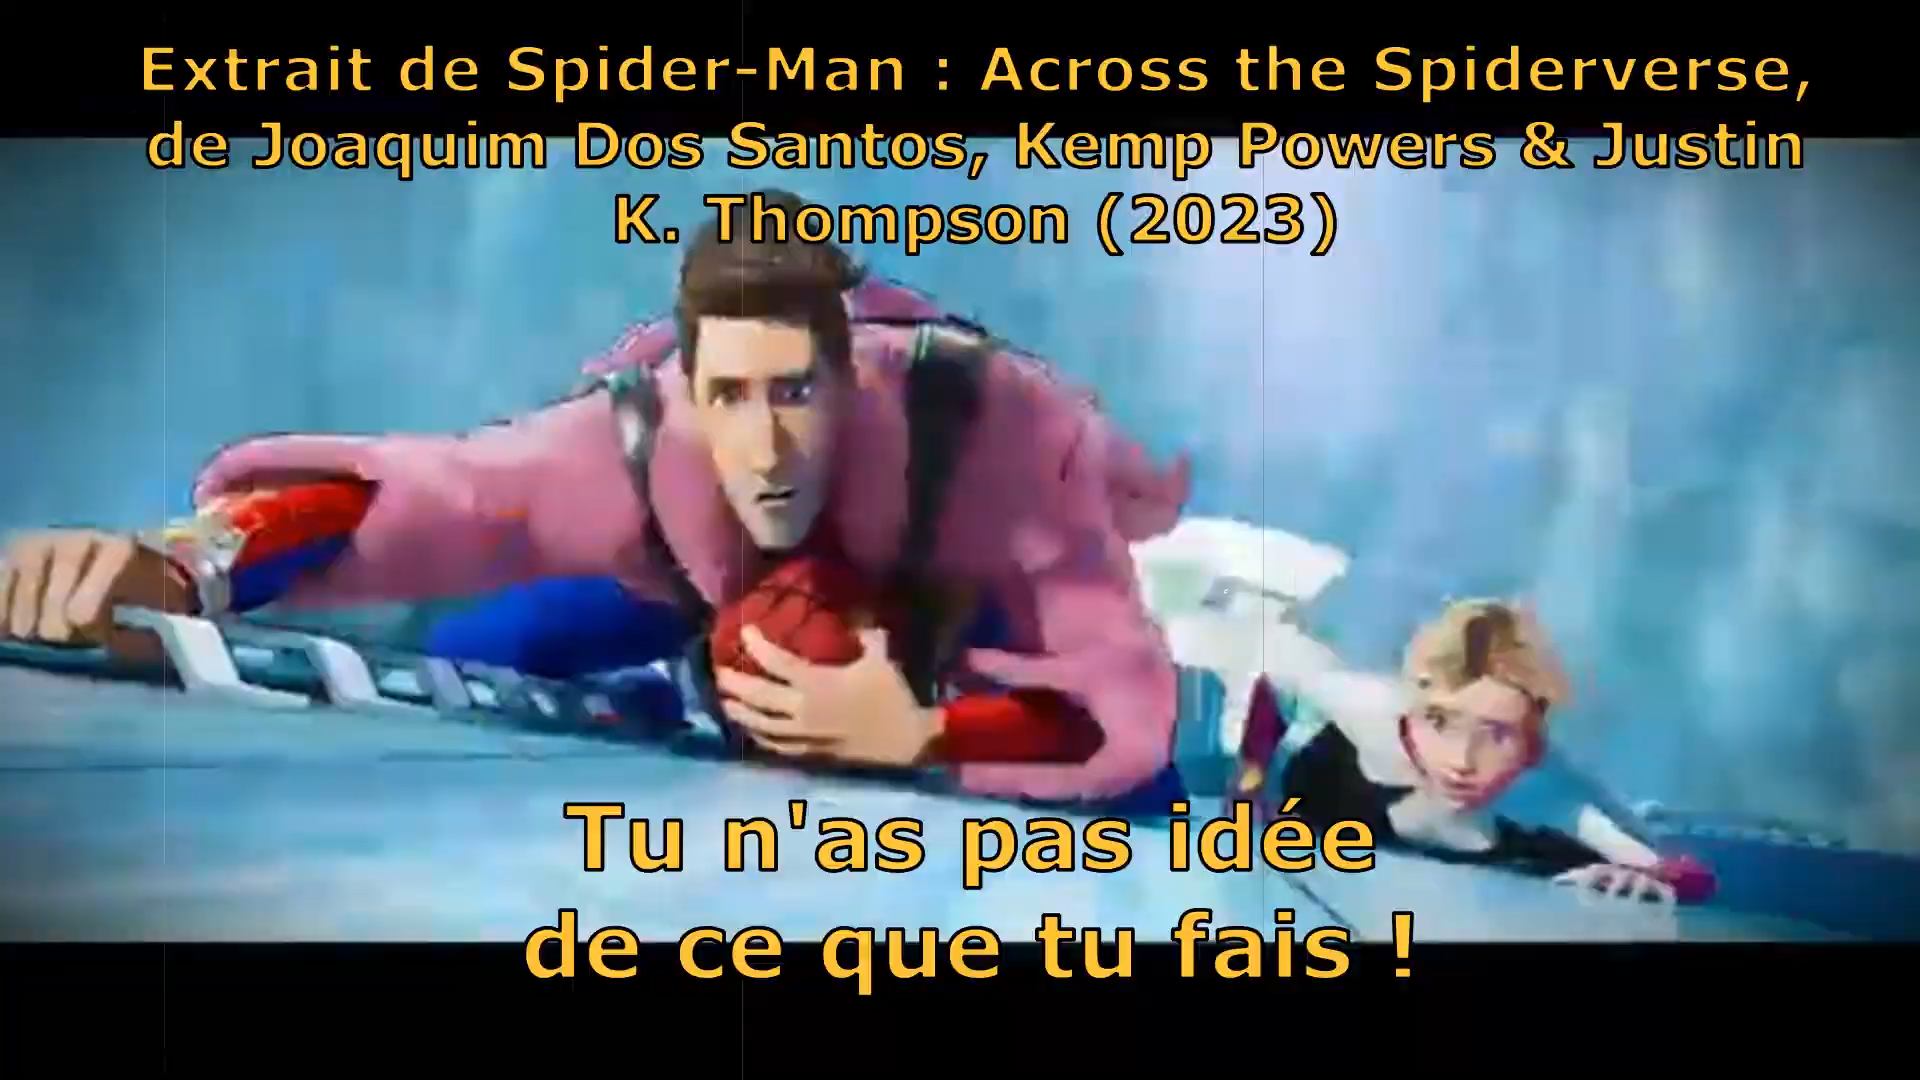 Extrait de Spider-Man : Across the Spiderverse,
de Joaquim Dos Santos, Kemp Powers & Justin
K. Thompson (2023)
Tu n'as pas idée
de ce que tu fais !